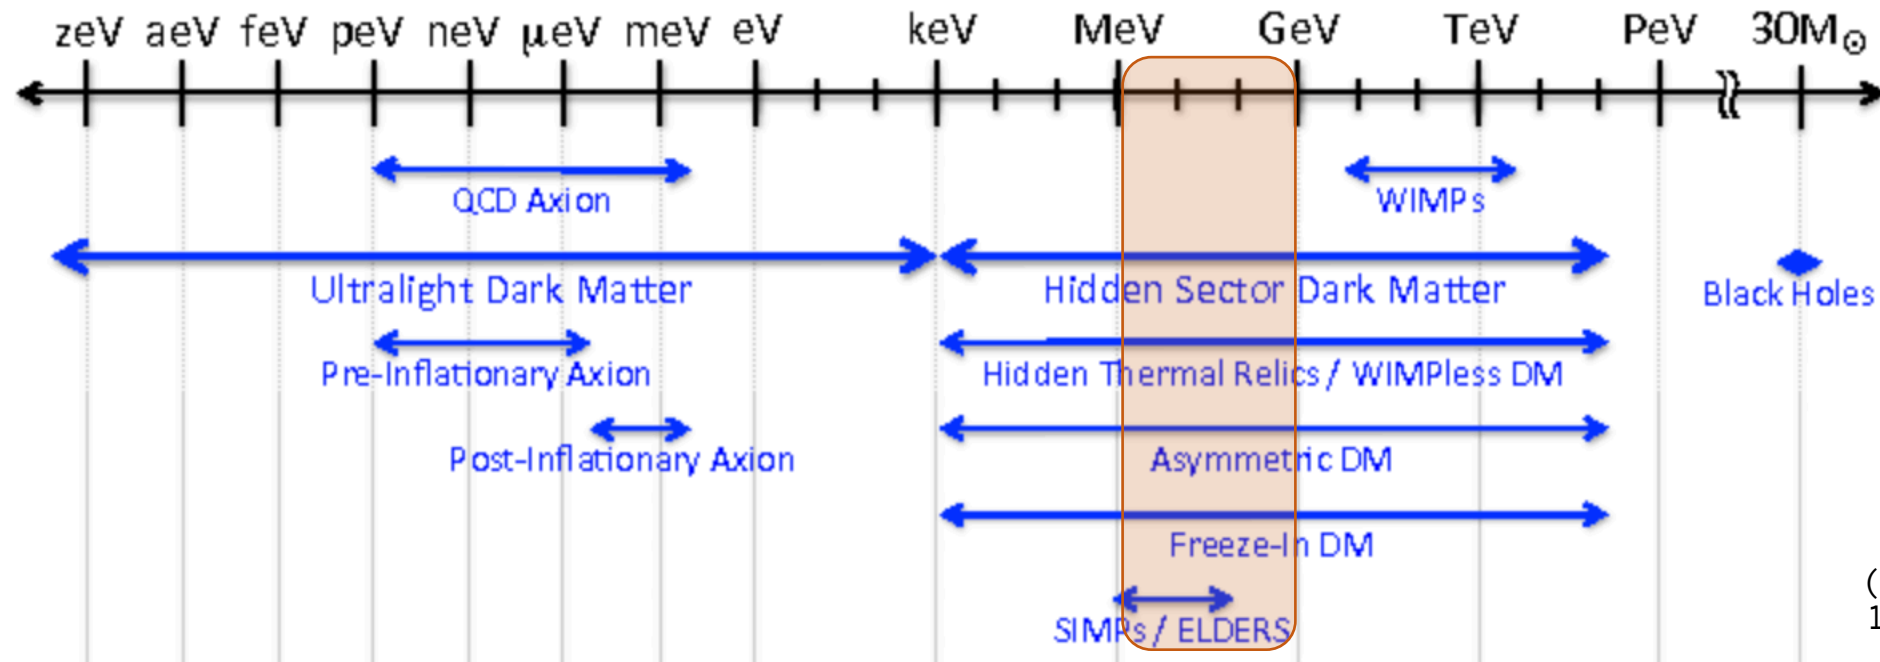 zeV aeV feV peV neV μeV meV eV keV MeV GeV TeV PeV 30M☉
QCD Axion WIMPs
Ultralight Dark Matter Hidden Sector Dark Matter Black Holes
Pre-Inflationary Axion Hidden Thermal Relics / WIMPless DM
Post-Inflationary Axion Asymmetric DM
Freeze-In DM
(
SIMPs / ELDERS 1